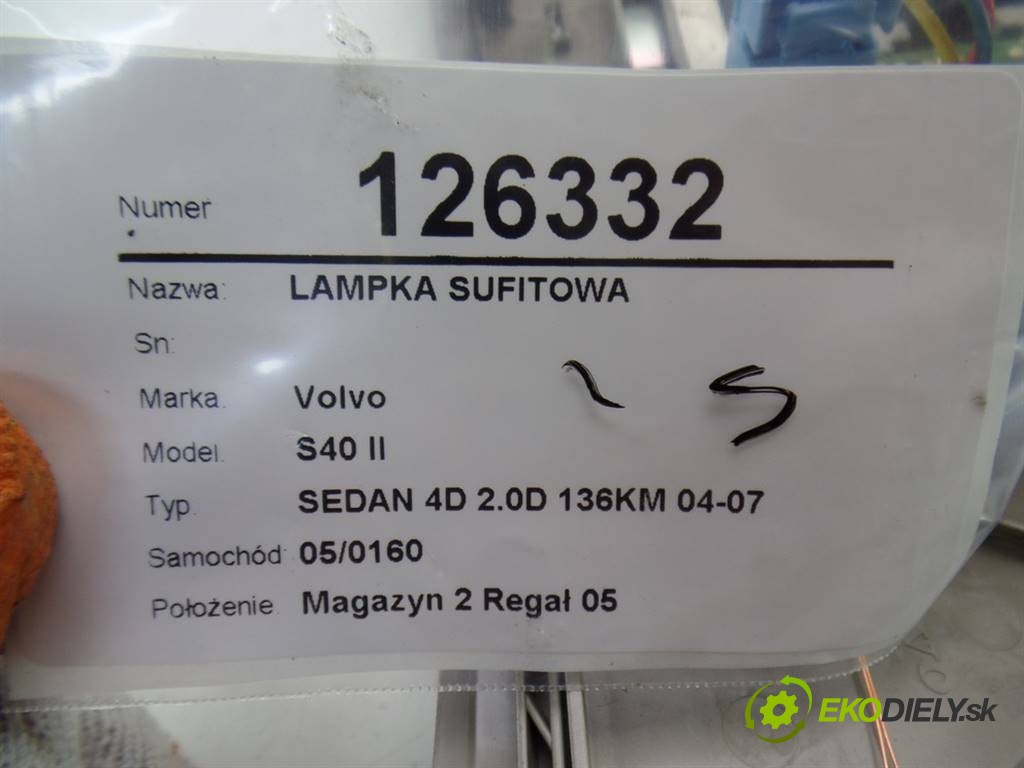 Numer 126332
Nazwa: LAMPKA SUFITOWA
Sn:
Marka. Volvo
Model. S40 II
Typ. SEDAN 4D 2.0D 136KM 04-07
Samochód: 05/0160
Położenie. Magazyn 2 Regał 05
EKODIELY.sk